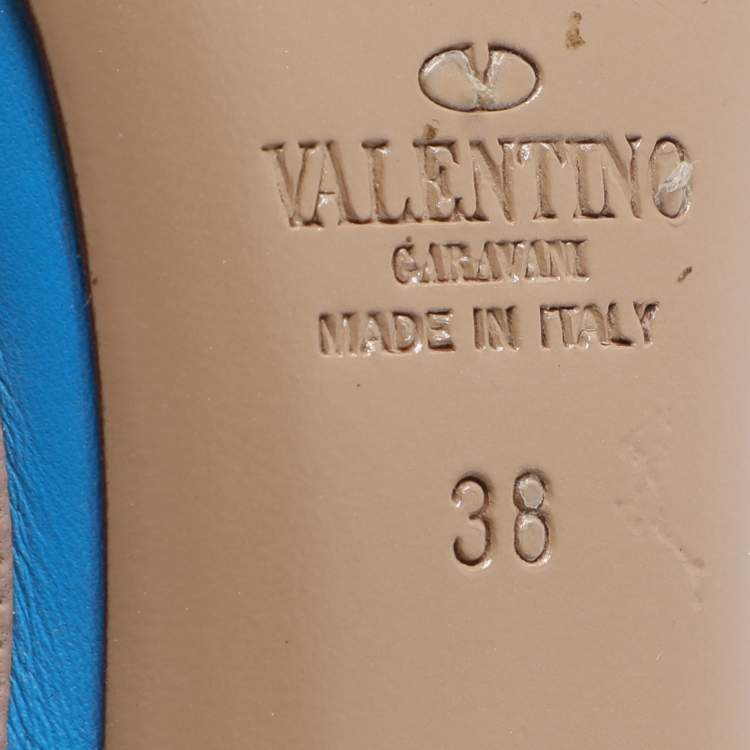 V
VALENTINO
GARAVANI
MADE IN ITALY
38